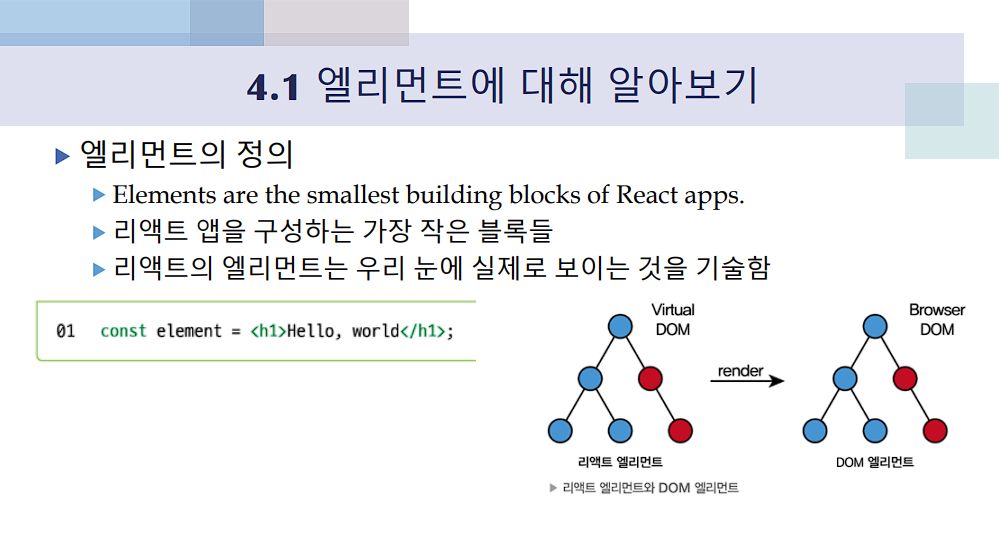 4.1 엘리먼트에 대해 알아보기
엘리먼트의 정의
Elements are the smallest building blocks of React apps.
리액트 앱을 구성하는 가장 작은 블록들
리액트의 엘리먼트는 우리 눈에 실제로 보이는 것을 기술함
01 const element = <h1>Hello, world</h1>;
Virtual
DOM
render
Browser
DOM
리액트 엘리먼트
DOM 엘리먼트
리액트 엘리먼트와 DOM 엘리먼트